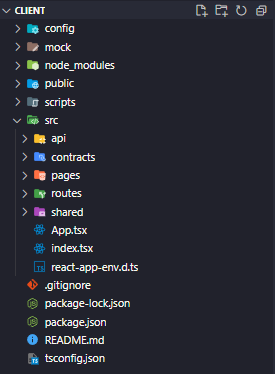 CLIENT
config
mock
node_modules
public
scripts
src
api
contracts
pages
routes
shared
App.tsx
index.tsx
TS react-app-env.d.ts
.gitignore
package-lock.json
package.json
README.md
tsconfig.json